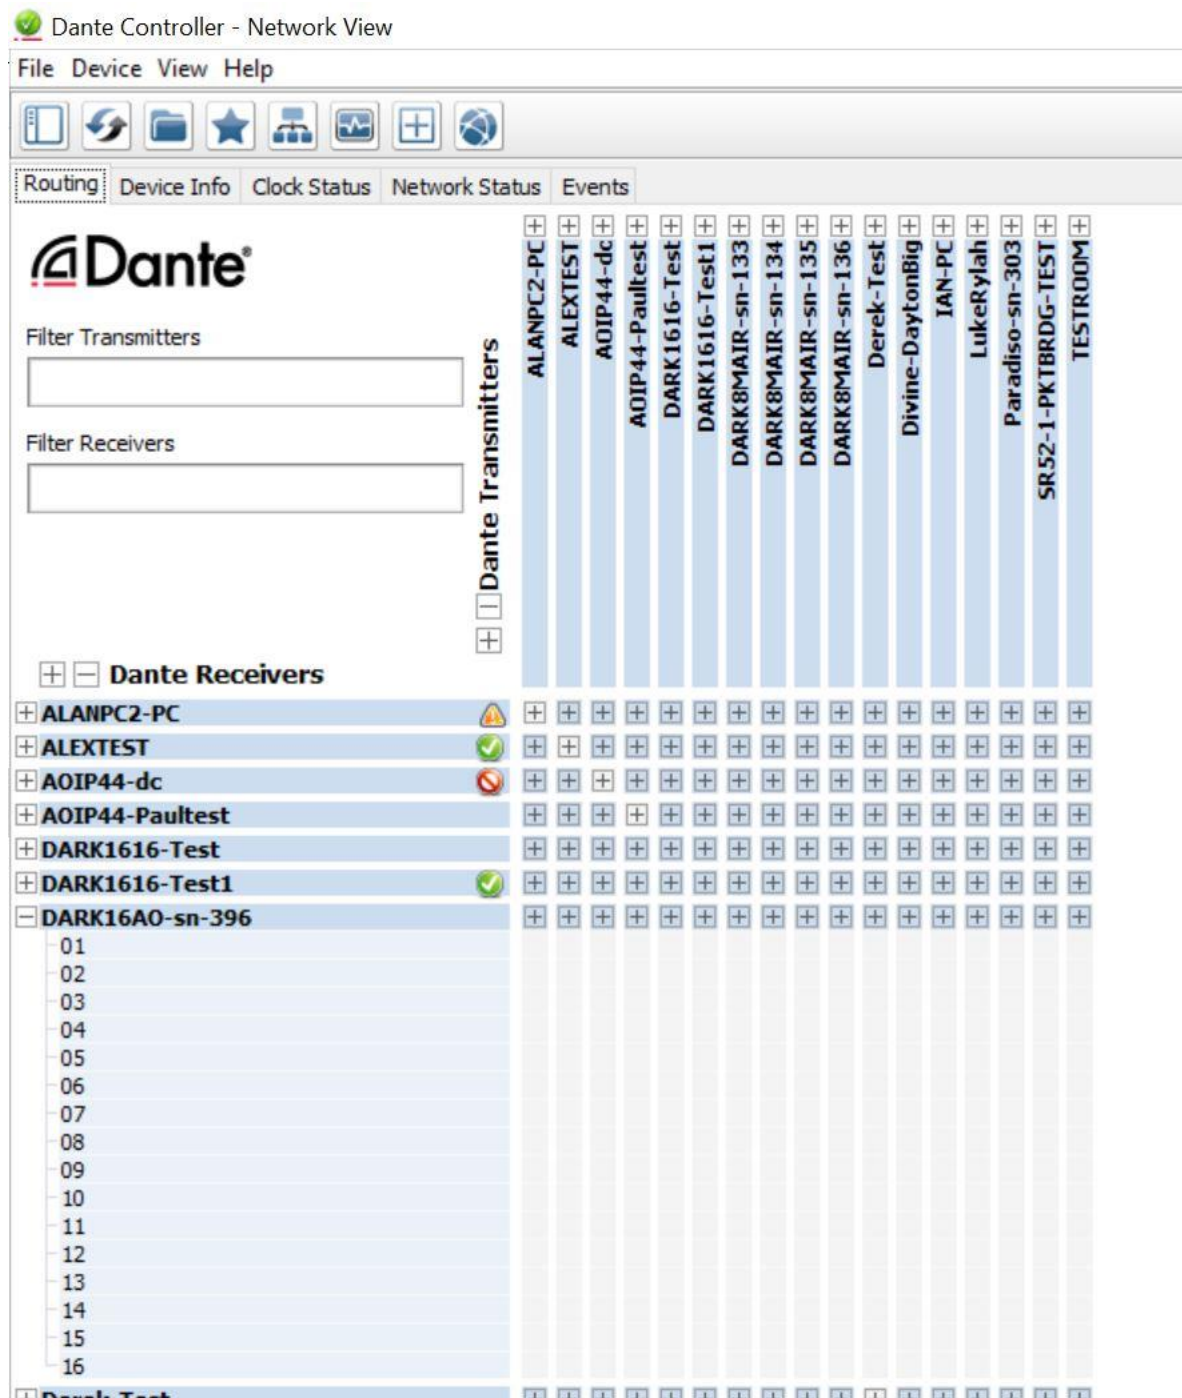 Dante Controller - Network View
File Device View Help
Routing Device Info Clock Status Network Status Events
Dante®
Filter Transmitters
Filter Receivers
Dante Transmitters
ALANPC2-PC
ALEXTEST
AOIP44-dc
AOIP44-Paultest
DARK1616-Test
DARK1616-Test1
DARK8MAIR-sn-133
DARK8MAIR-sn-134
DARK8MAIR-sn-135
DARK8MAIR-sn-136
Derek-Test
Divine-DaytonBig
IAN-PC
LukeRylah
Paradiso-sn-303
SR52-1-PKTBRDG-TEST
TESTROOM
Dante Receivers
ALANPC2-PC
ALEXTEST
AOIP44-dc
AOIP44-Paultest
DARK1616-Test
DARK1616-Test1
DARK16AO-sn-396
01
02
03
04
05
06
07
08
09
10
11
12
13
14
15
16
Derek-Test